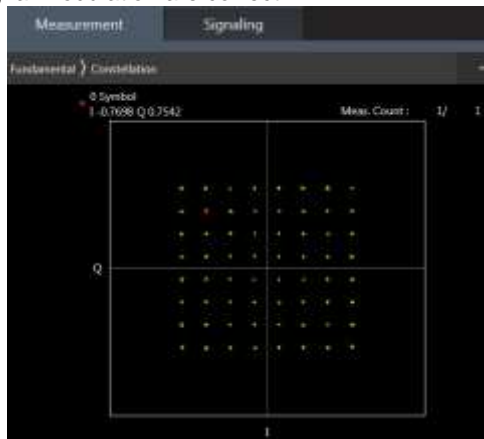 Measurement Signaling
Fundamental Constellation
0 Symbol
I -0.7698 Q 0.7542 Meas. Count : 1/ 1
Q
I